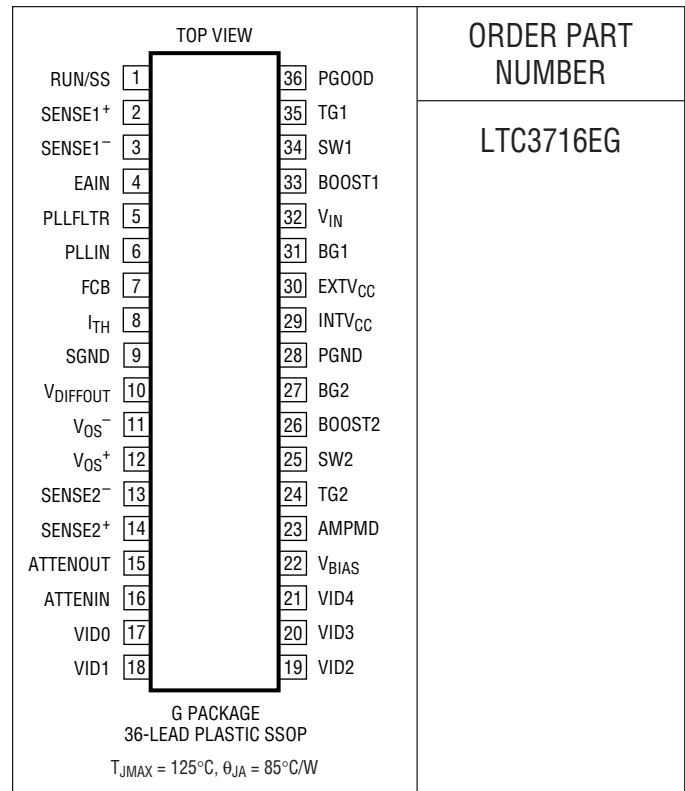 TOP VIEW
RUN/SS 1
SENSE1+ 2
SENSE1− 3
EAIN 4
PLLFLTR 5
PLLIN 6
FCB 7
ITH 8
SGND 9
VDIFFOUT 10
VOS− 11
VOS+ 12
SENSE2− 13
SENSE2+ 14
ATTENOUT 15
ATTENIN 16
VID0 17
VID1 18
36 PGOOD
35 TG1
34 SW1
33 BOOST1
32 VIN
31 BG1
30 EXTVCC
29 INTVCC
28 PGND
27 BG2
26 BOOST2
25 SW2
24 TG2
23 AMPMD
22 VBIAS
21 VID4
20 VID3
19 VID2
G PACKAGE
36-LEAD PLASTIC SSOP
TJMAX = 125°C, θJA = 85°C/W
ORDER PART
NUMBER
LTC3716EG